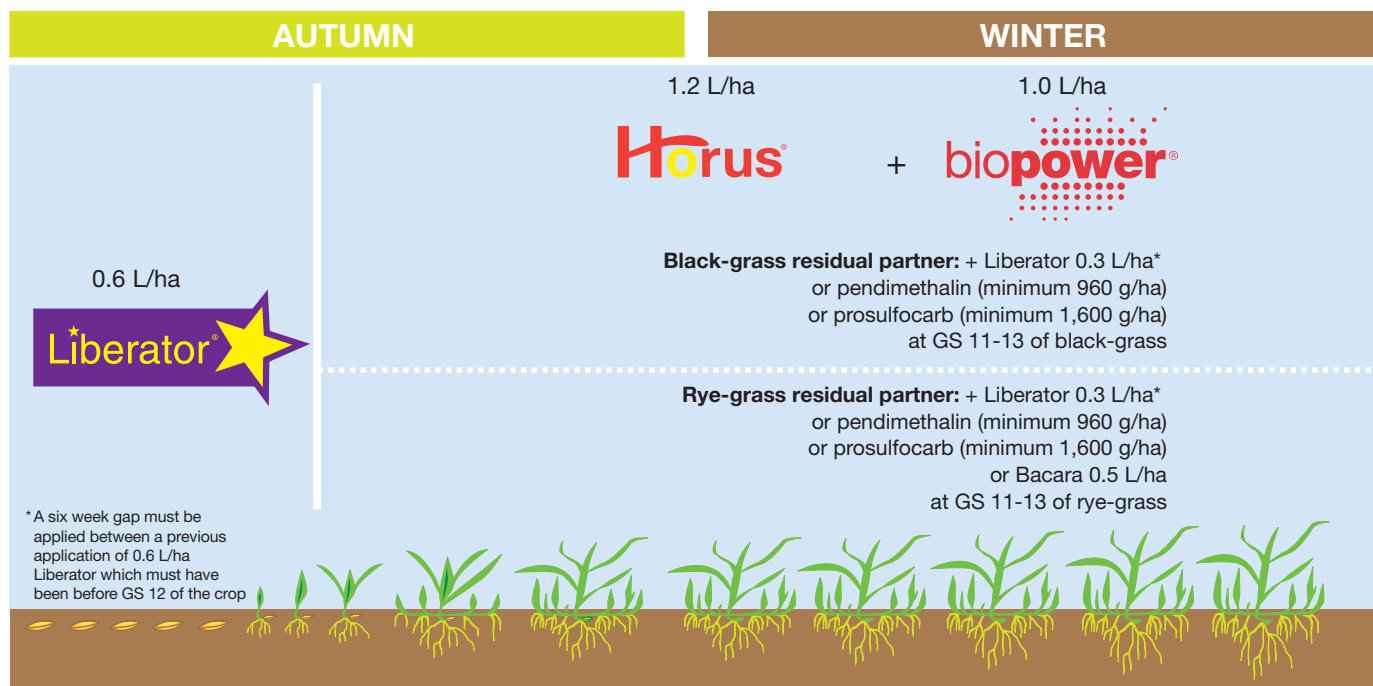 AUTUMN
WINTER
1.2 L/ha
1.0 L/ha
Horus®
+
biopower®
0.6 L/ha
Liberator®
Black-grass residual partner: + Liberator 0.3 L/ha*
or pendimethalin (minimum 960 g/ha)
or prosulfocarb (minimum 1,600 g/ha)
at GS 11-13 of black-grass
Rye-grass residual partner: + Liberator 0.3 L/ha*
or pendimethalin (minimum 960 g/ha)
or prosulfocarb (minimum 1,600 g/ha)
or Bacara 0.5 L/ha
at GS 11-13 of rye-grass
* A six week gap must be
applied between a previous
application of 0.6 L/ha
Liberator which must have
been before GS 12 of the crop